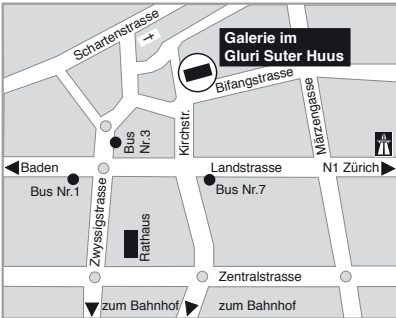 Schartenstrasse
Galerie im
Gluri Suter Huus
Bifangstrasse
Kirchstr.
Märzengasse
Bus
Nr.3
Baden
Landstrasse
N1 Zürich
Bus Nr.1
Bus Nr.7
Zwyssigstrasse
Rathaus
Zentralstrasse
zum Bahnhof
zum Bahnhof